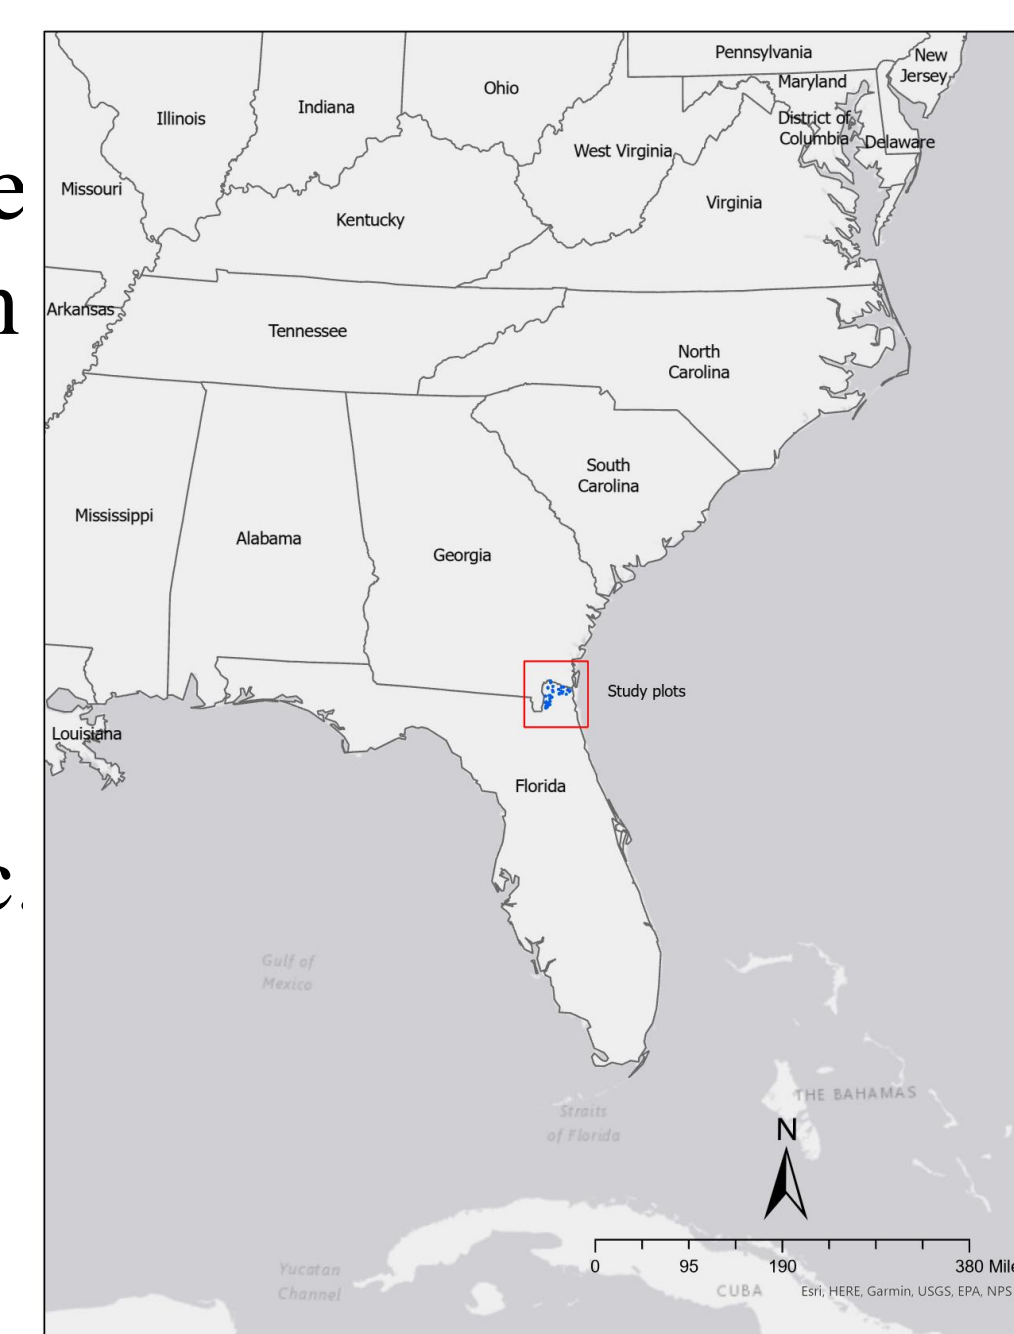 e
n
c.
Pennsylvania
New
Jersey
Maryland
Ohio
Indiana
Illinois
District of
Columbia
Delaware
West Virginia
Missouri
Virginia
Kentucky
Arkansas
Tennessee
North
Carolina
South
Carolina
Mississippi
Alabama
Georgia
Study plots
Louisiana
Florida
Gulf of
Mexico
THE BAHAMAS
Straits
of Florida
N
0 95 190 380 Mile
Yucatan
Channel
CUBA
Esri, HERE, Garmin, USGS, EPA, NPS